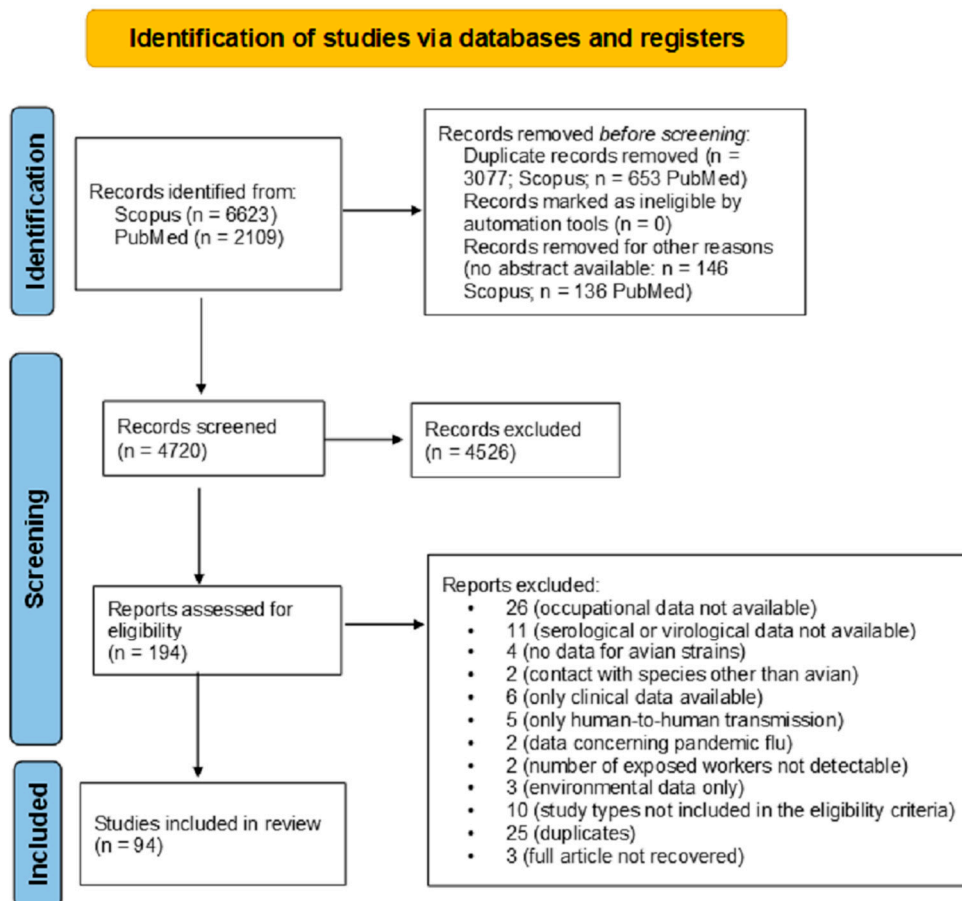 Identification of studies via databases and registers
Identification
Records identified from:
Scopus (n = 6623)
PubMed (n = 2109)
Records removed before screening:
Duplicate records removed (n =
3077; Scopus; n = 653 PubMed)
Records marked as ineligible by
automation tools (n = 0)
Records removed for other reasons
(no abstract available: n = 146
Scopus; n = 136 PubMed)
Screening
Records screened
(n = 4720)
Records excluded
(n = 4526)
Reports assessed for
eligibility
(n = 194)
Reports excluded:
• 26 (occupational data not available)
• 11 (serological or virological data not available)
• 4 (no data for avian strains)
• 2 (contact with species other than avian)
• 6 (only clinical data available)
• 5 (only human-to-human transmission)
• 2 (data concerning pandemic flu)
• 2 (number of exposed workers not detectable)
• 3 (environmental data only)
• 10 (study types not included in the eligibility criteria)
• 25 (duplicates)
• 3 (full article not recovered)
Included
Studies included in review
(n = 94)